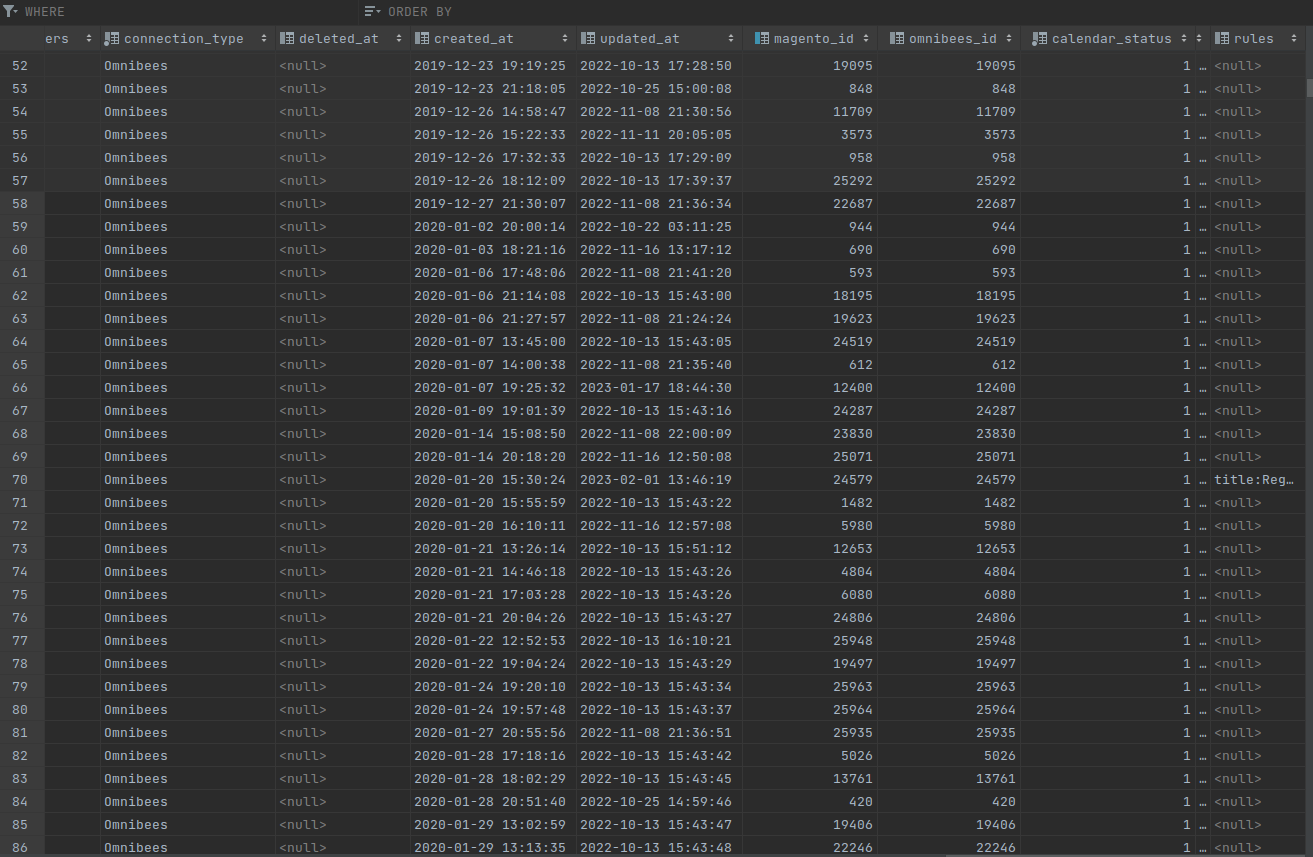 WHERE ORDER BY
ers connection_type deleted_at created_at updated_at magento_id omnibees_id calendar_status rules
52 Omnibees <null> 2019-12-23 19:19:25 2022-10-13 17:28:50 19095 19095 1 … <null>
53 Omnibees <null> 2019-12-23 21:18:05 2022-10-25 15:00:08 848 848 1 … <null>
54 Omnibees <null> 2019-12-26 14:58:47 2022-11-08 21:30:56 11709 11709 1 … <null>
55 Omnibees <null> 2019-12-26 15:22:33 2022-11-11 20:05:05 3573 3573 1 … <null>
56 Omnibees <null> 2019-12-26 17:32:33 2022-10-13 17:29:09 958 958 1 … <null>
57 Omnibees <null> 2019-12-26 18:12:09 2022-10-13 17:39:37 25292 25292 1 … <null>
58 Omnibees <null> 2019-12-27 21:30:07 2022-11-08 21:36:34 22687 22687 1 … <null>
59 Omnibees <null> 2020-01-02 20:00:14 2022-10-22 03:11:25 944 944 1 … <null>
60 Omnibees <null> 2020-01-03 18:21:16 2022-11-16 13:17:12 690 690 1 … <null>
61 Omnibees <null> 2020-01-06 17:48:06 2022-11-08 21:41:20 593 593 1 … <null>
62 Omnibees <null> 2020-01-06 21:14:08 2022-10-13 15:43:00 18195 18195 1 … <null>
63 Omnibees <null> 2020-01-06 21:27:57 2022-11-08 21:24:24 19623 19623 1 … <null>
64 Omnibees <null> 2020-01-07 13:45:00 2022-10-13 15:43:05 24519 24519 1 … <null>
65 Omnibees <null> 2020-01-07 14:00:38 2022-11-08 21:35:40 612 612 1 … <null>
66 Omnibees <null> 2020-01-07 19:25:32 2023-01-17 18:44:30 12400 12400 1 … <null>
67 Omnibees <null> 2020-01-09 19:01:39 2022-10-13 15:43:16 24287 24287 1 … <null>
68 Omnibees <null> 2020-01-14 15:08:50 2022-11-08 22:00:09 23830 23830 1 … <null>
69 Omnibees <null> 2020-01-14 20:18:20 2022-11-16 12:50:08 25071 25071 1 … <null>
70 Omnibees <null> 2020-01-20 15:30:24 2023-02-01 13:46:19 24579 24579 1 … title:Reg…
71 Omnibees <null> 2020-01-20 15:55:59 2022-10-13 15:43:22 1482 1482 1 … <null>
72 Omnibees <null> 2020-01-20 16:10:11 2022-11-16 12:57:08 5980 5980 1 … <null>
73 Omnibees <null> 2020-01-21 13:26:14 2022-10-13 15:51:12 12653 12653 1 … <null>
74 Omnibees <null> 2020-01-21 14:46:18 2022-10-13 15:43:26 4804 4804 1 … <null>
75 Omnibees <null> 2020-01-21 17:03:28 2022-10-13 15:43:26 6080 6080 1 … <null>
76 Omnibees <null> 2020-01-21 20:04:26 2022-10-13 15:43:27 24806 24806 1 … <null>
77 Omnibees <null> 2020-01-22 12:52:53 2022-10-13 16:10:21 25948 25948 1 … <null>
78 Omnibees <null> 2020-01-22 19:04:24 2022-10-13 15:43:29 19497 19497 1 … <null>
79 Omnibees <null> 2020-01-24 19:20:10 2022-10-13 15:43:34 25963 25963 1 … <null>
80 Omnibees <null> 2020-01-24 19:57:48 2022-10-13 15:43:37 25964 25964 1 … <null>
81 Omnibees <null> 2020-01-27 20:55:56 2022-11-08 21:36:51 25935 25935 1 … <null>
82 Omnibees <null> 2020-01-28 17:18:16 2022-10-13 15:43:42 5026 5026 1 … <null>
83 Omnibees <null> 2020-01-28 18:02:29 2022-10-13 15:43:45 13761 13761 1 … <null>
84 Omnibees <null> 2020-01-28 20:51:40 2022-10-25 14:59:46 420 420 1 … <null>
85 Omnibees <null> 2020-01-29 13:02:59 2022-10-13 15:43:47 19406 19406 1 … <null>
86 Omnibees <null> 2020-01-29 13:13:35 2022-10-13 15:43:48 22246 22246 1 … <null>